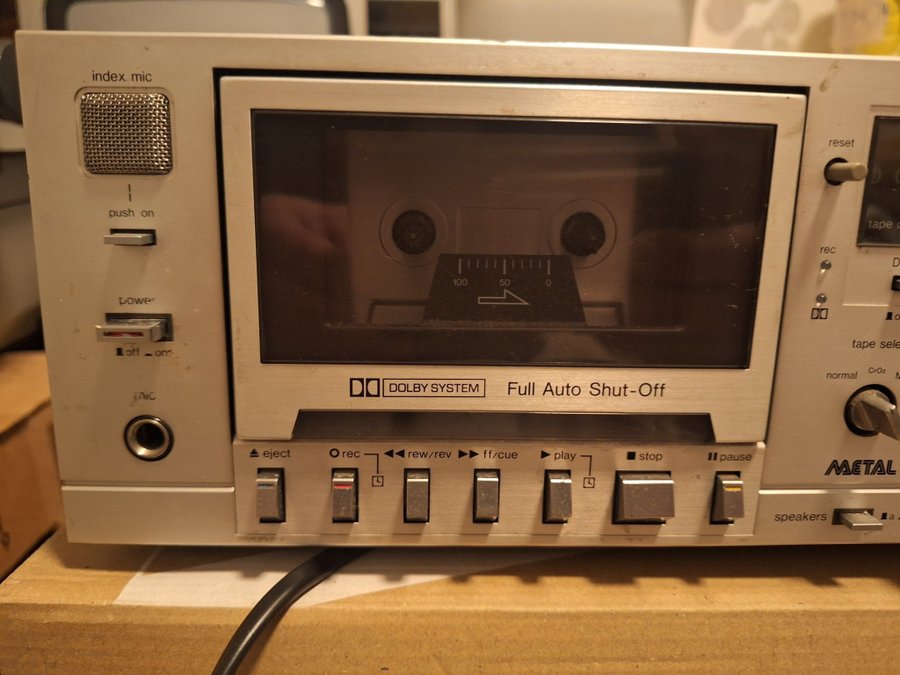 index mic
push on
power
off on
mic
100 50 0
DOLBY SYSTEM Full Auto Shut-Off
eject
rec
rew/rev
ff/cue
play
stop
pause
reset
tape
rec
tape sele
normal CrO₂ M
METAL
speakers a